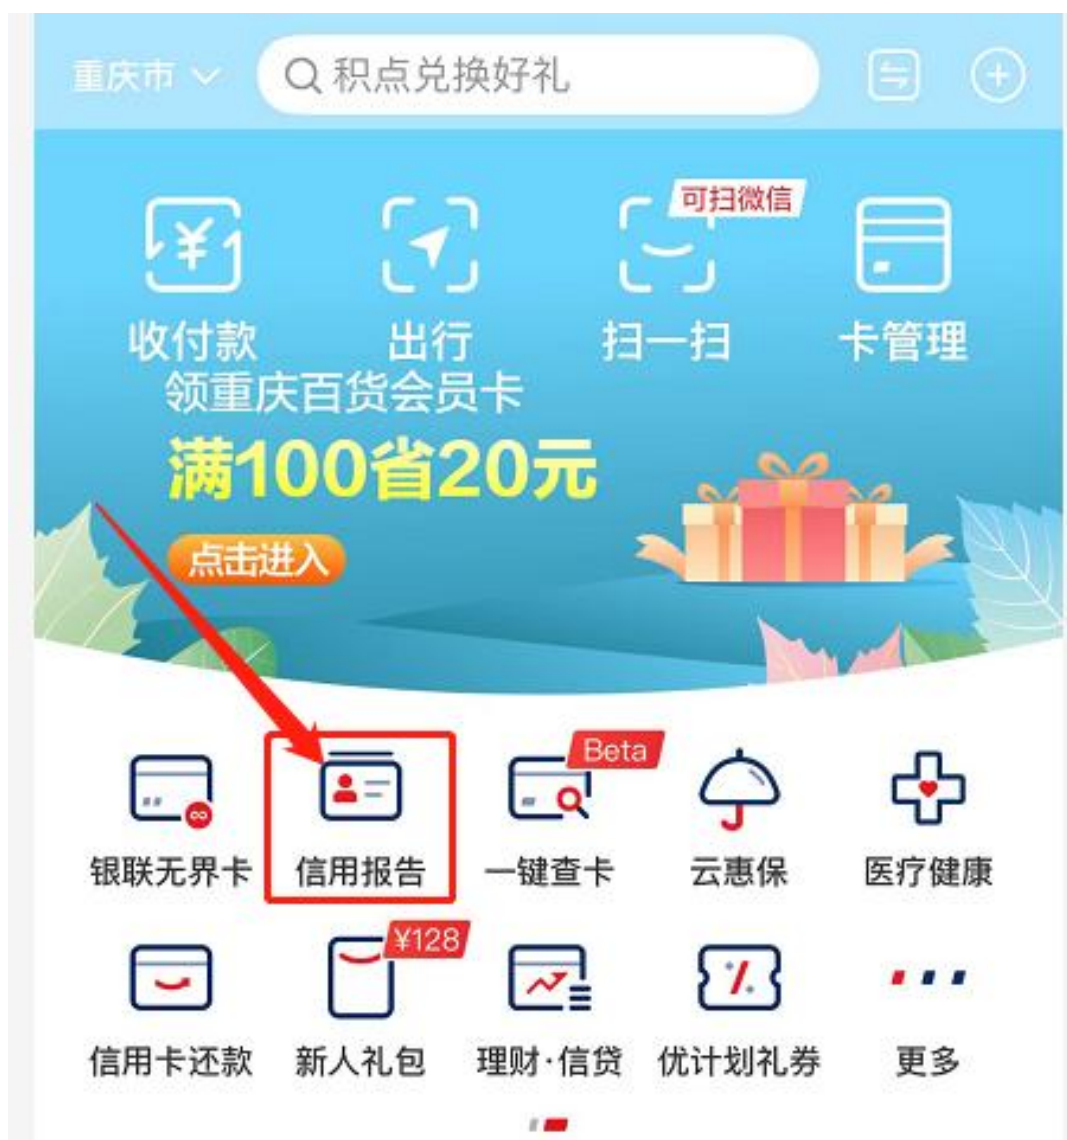 重庆市
积点兑换好礼
可扫微信
收付款
出行
扫一扫
卡管理
领重庆百货会员卡
满100省20元
点击进入
Beta
银联无界卡
信用报告
一键查卡
云惠保
医疗健康
¥128
信用卡还款
新人礼包
理财·信贷
优计划礼券
更多